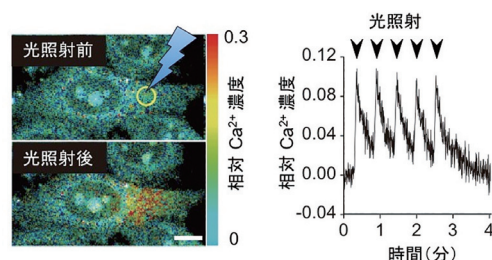 光照射前
光照射後
0.3
相対 Ca²⁺ 濃度
0
光照射
相対 Ca²⁺ 濃度
0.12
0.08
0.04
0.00
-0.04
0 1 2 3 4
時間(分)